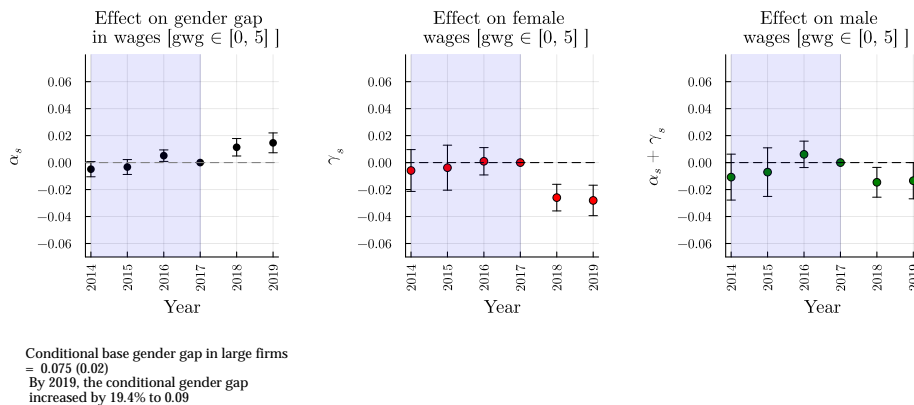 Effect on gender gap
in wages [gwg ∈ [0, 5] ]
0.06
0.04
0.02
0.00
−0.02
−0.04
−0.06
α_s
2014
2015
2016
2017
2018
2019
Year
Effect on female
wages [gwg ∈ [0, 5] ]
0.06
0.04
0.02
0.00
−0.02
−0.04
−0.06
γ_s
2014
2015
2016
2017
2018
2019
Year
Effect on male
wages [gwg ∈ [0, 5] ]
0.06
0.04
0.02
0.00
−0.02
−0.04
−0.06
α_s + γ_s
2014
2015
2016
2017
2018
2019
Year
Conditional base gender gap in large firms
= 0.075 (0.02)
By 2019, the conditional gender gap
increased by 19.4% to 0.09